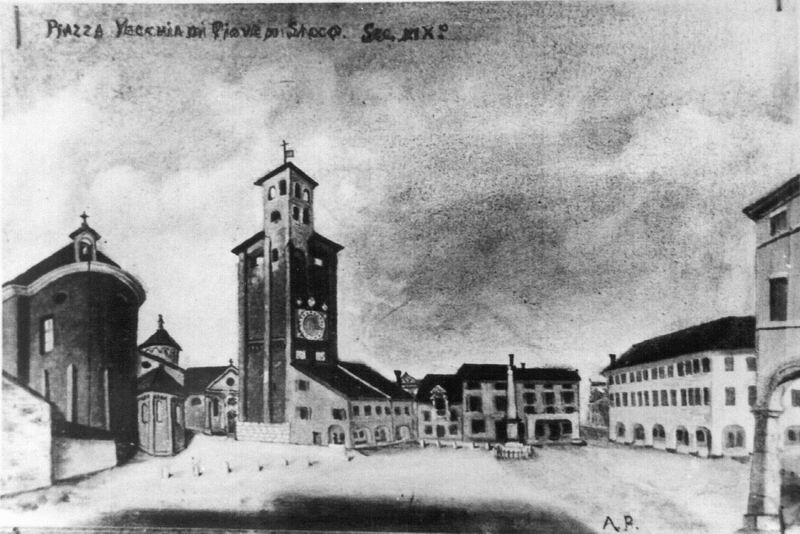 PIAZZA VECCHIA DI PIOVE DI SACCO. SEC. XIX°
A.P.